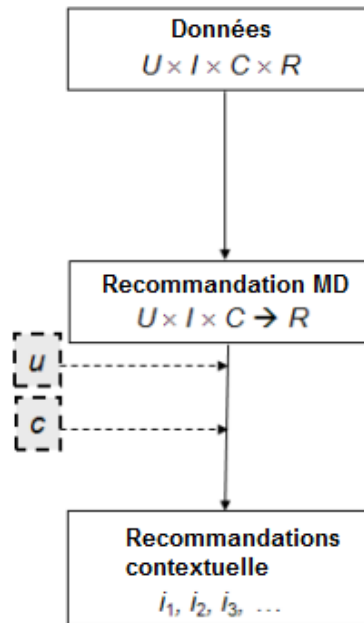 Données
U × I × C × R
Recommandation MD
U × I × C → R
u
c
Recommandations
contextuelle
i₁, i₂, i₃, ...